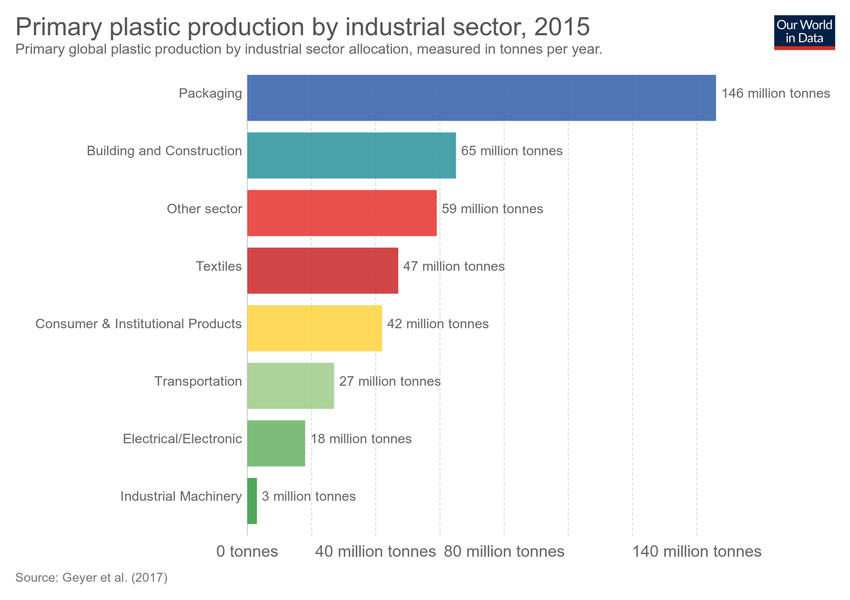 Primary plastic production by industrial sector, 2015
Primary global plastic production by industrial sector allocation, measured in tonnes per year.
Our World
in Data
Packaging 146 million tonnes
Building and Construction 65 million tonnes
Other sector 59 million tonnes
Textiles 47 million tonnes
Consumer & Institutional Products 42 million tonnes
Transportation 27 million tonnes
Electrical/Electronic 18 million tonnes
Industrial Machinery 3 million tonnes
0 tonnes 40 million tonnes 80 million tonnes 140 million tonnes
Source: Geyer et al. (2017)